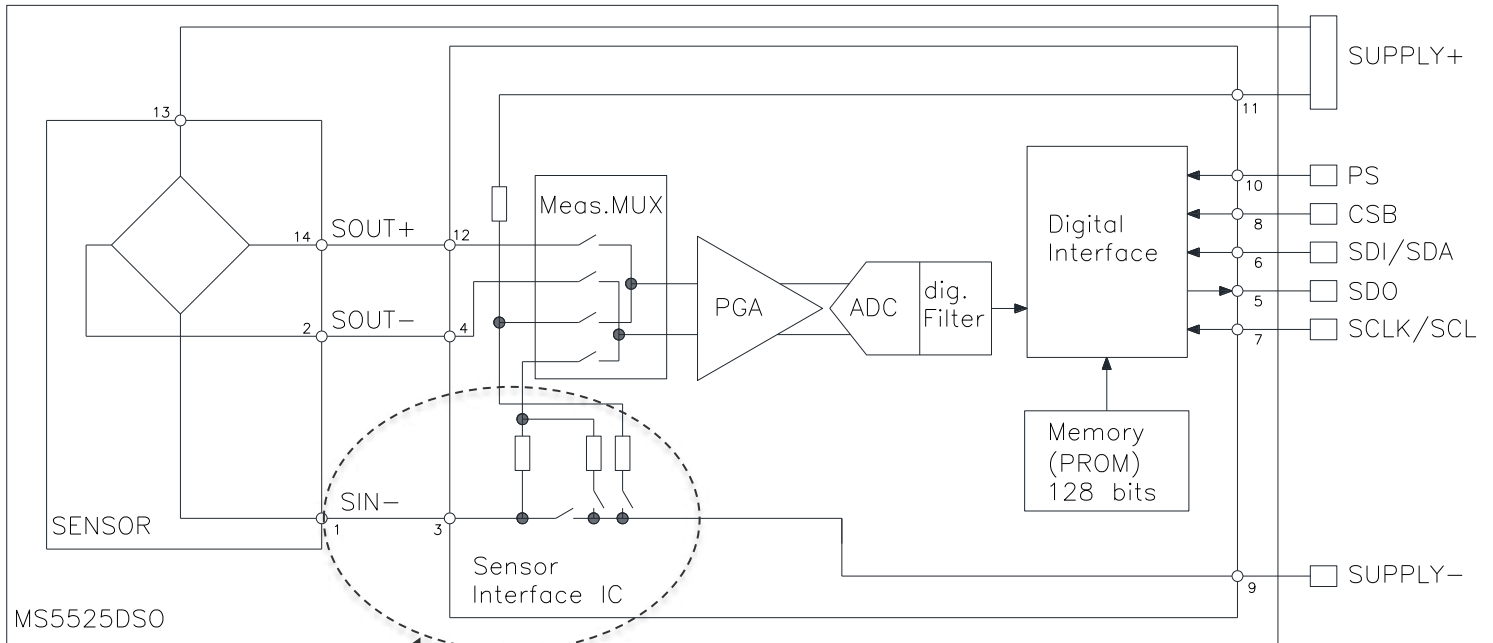 SUPPLY+
13
11
Meas.MUX
PS
10
SOUT+
14
12
CSB
8
Digital
Interface
SDI/SDA
6
PGA
ADC
dig.
Filter
SDO
5
SOUT-
2
4
SCLK/SCL
7
Memory
(PROM)
128 bits
SIN-
SENSOR
1
3
Sensor
Interface IC
SUPPLY-
9
MS5525DSO